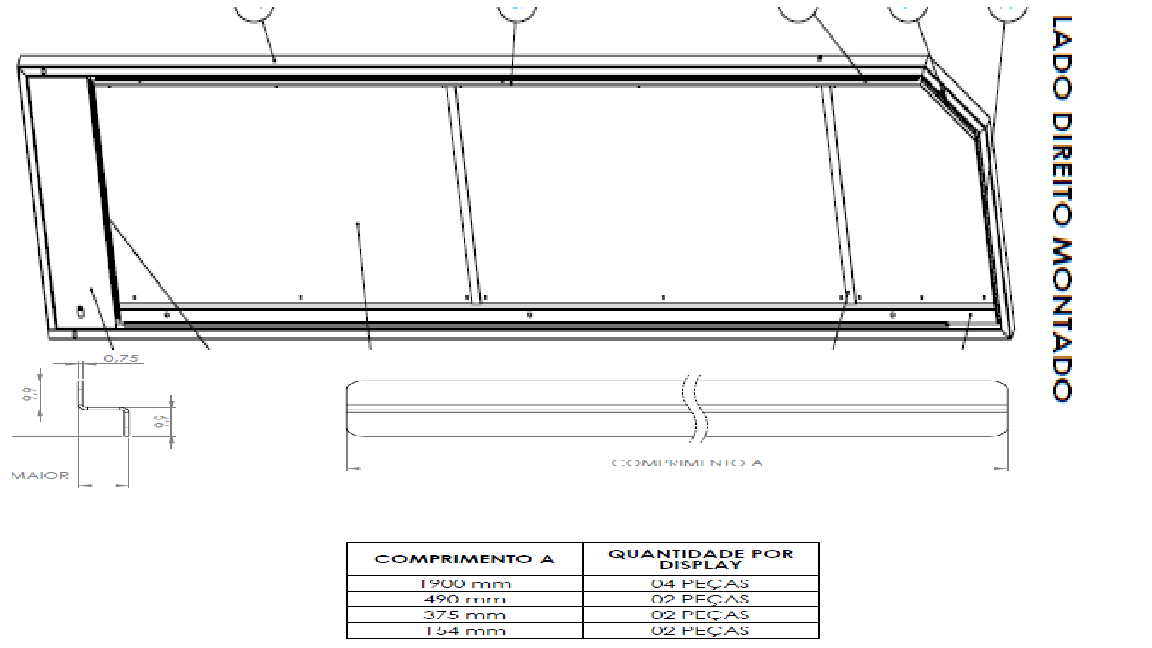 LADO DIREITO MONTADO
0,75
MAIOR
COMPRIMENTO A
COMPRIMENTO A QUANTIDADE POR DISPLAY
1900 mm 04 PEÇAS
490 mm 02 PEÇAS
375 mm 02 PEÇAS
154 mm 02 PEÇAS